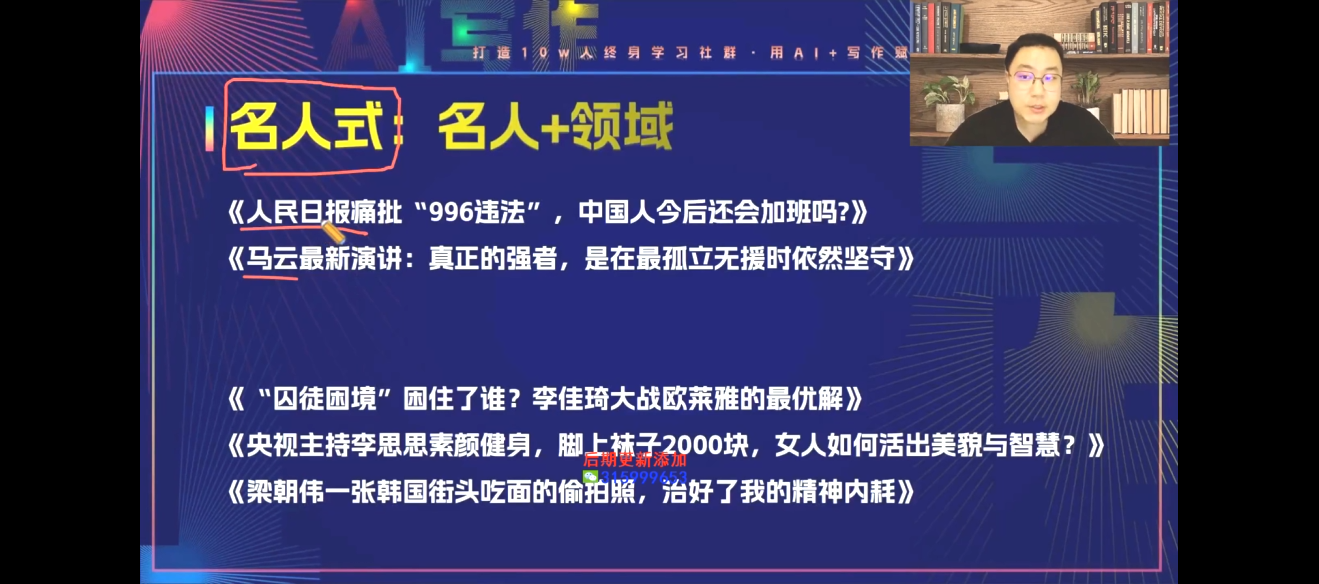 AI写作
打造10w人终身学习社群·用AI+写作赋
名人式：名人+领域
《人民日报痛批“996违法”，中国人今后还会加班吗?》
《马云最新演讲：真正的强者，是在最孤立无援时依然坚守》
《“囚徒困境”困住了谁？李佳琦大战欧莱雅的最优解》
《央视主持李思思素颜健身，脚上袜子2000块，女人如何活出美貌与智慧？》
后期更新添加
315999653
《梁朝伟一张韩国街头吃面的偷拍照，治好了我的精神内耗》